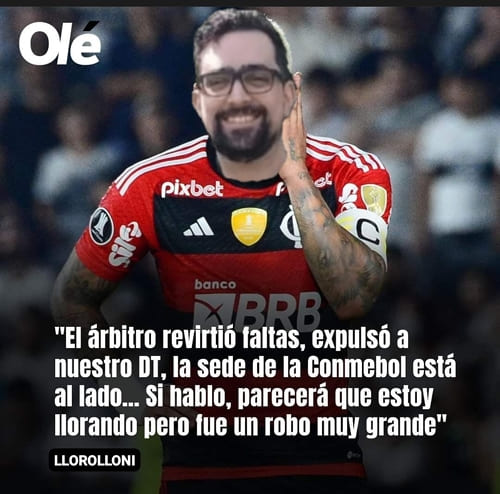 Olé
pixbet
SiS
C
banco
BRB
"El árbitro revirtió faltas, expulsó a
nuestro DT, la sede de la Conmebol está
al lado... Si hablo, parecerá que estoy
llorando pero fue un robo muy grande"
LLOROLLONI